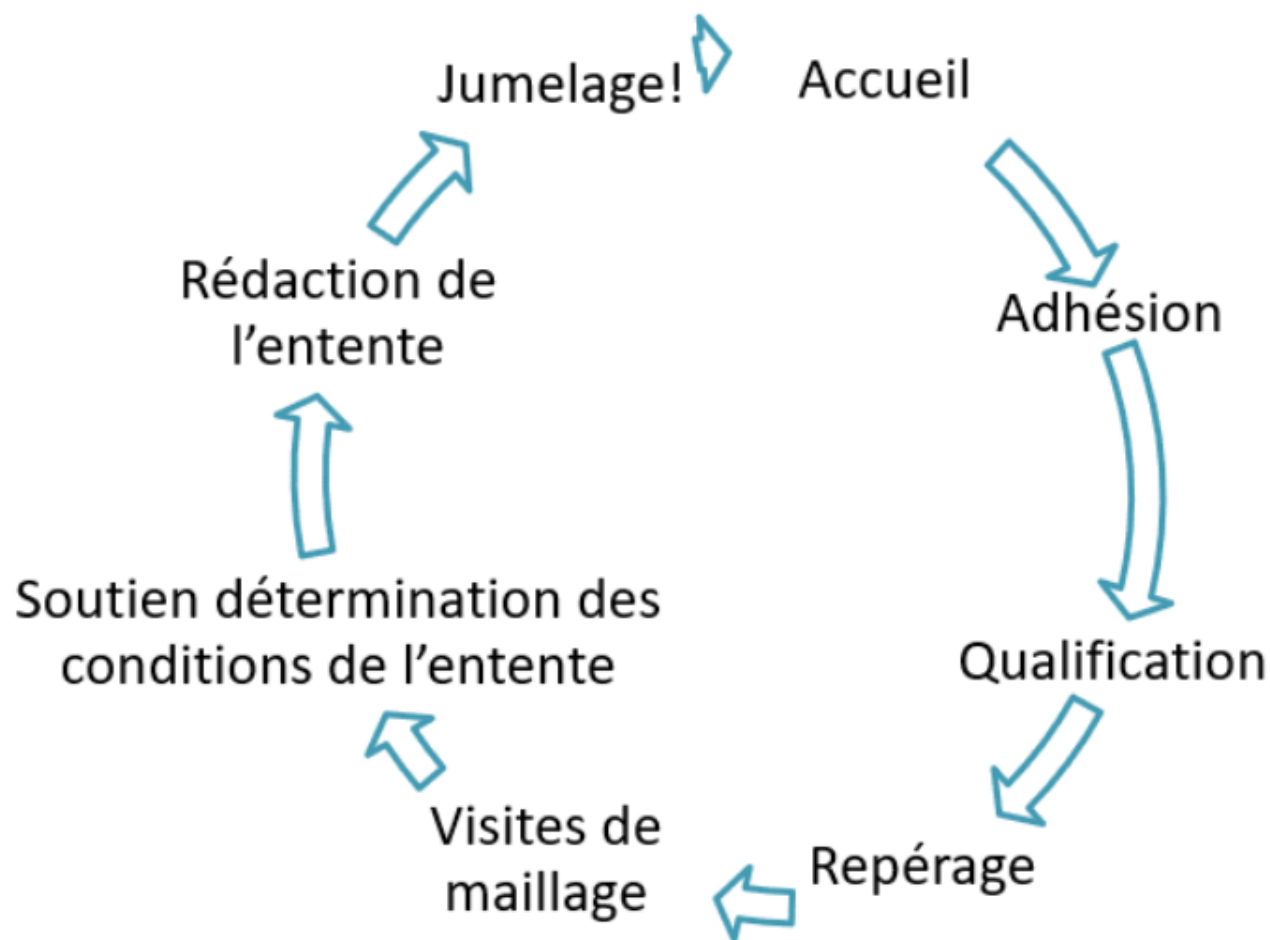 Jumelage!
Accueil
Adhésion
Qualification
Repérage
Visites de
maillage
Soutien détermination des
conditions de l'entente
Rédaction de
l'entente